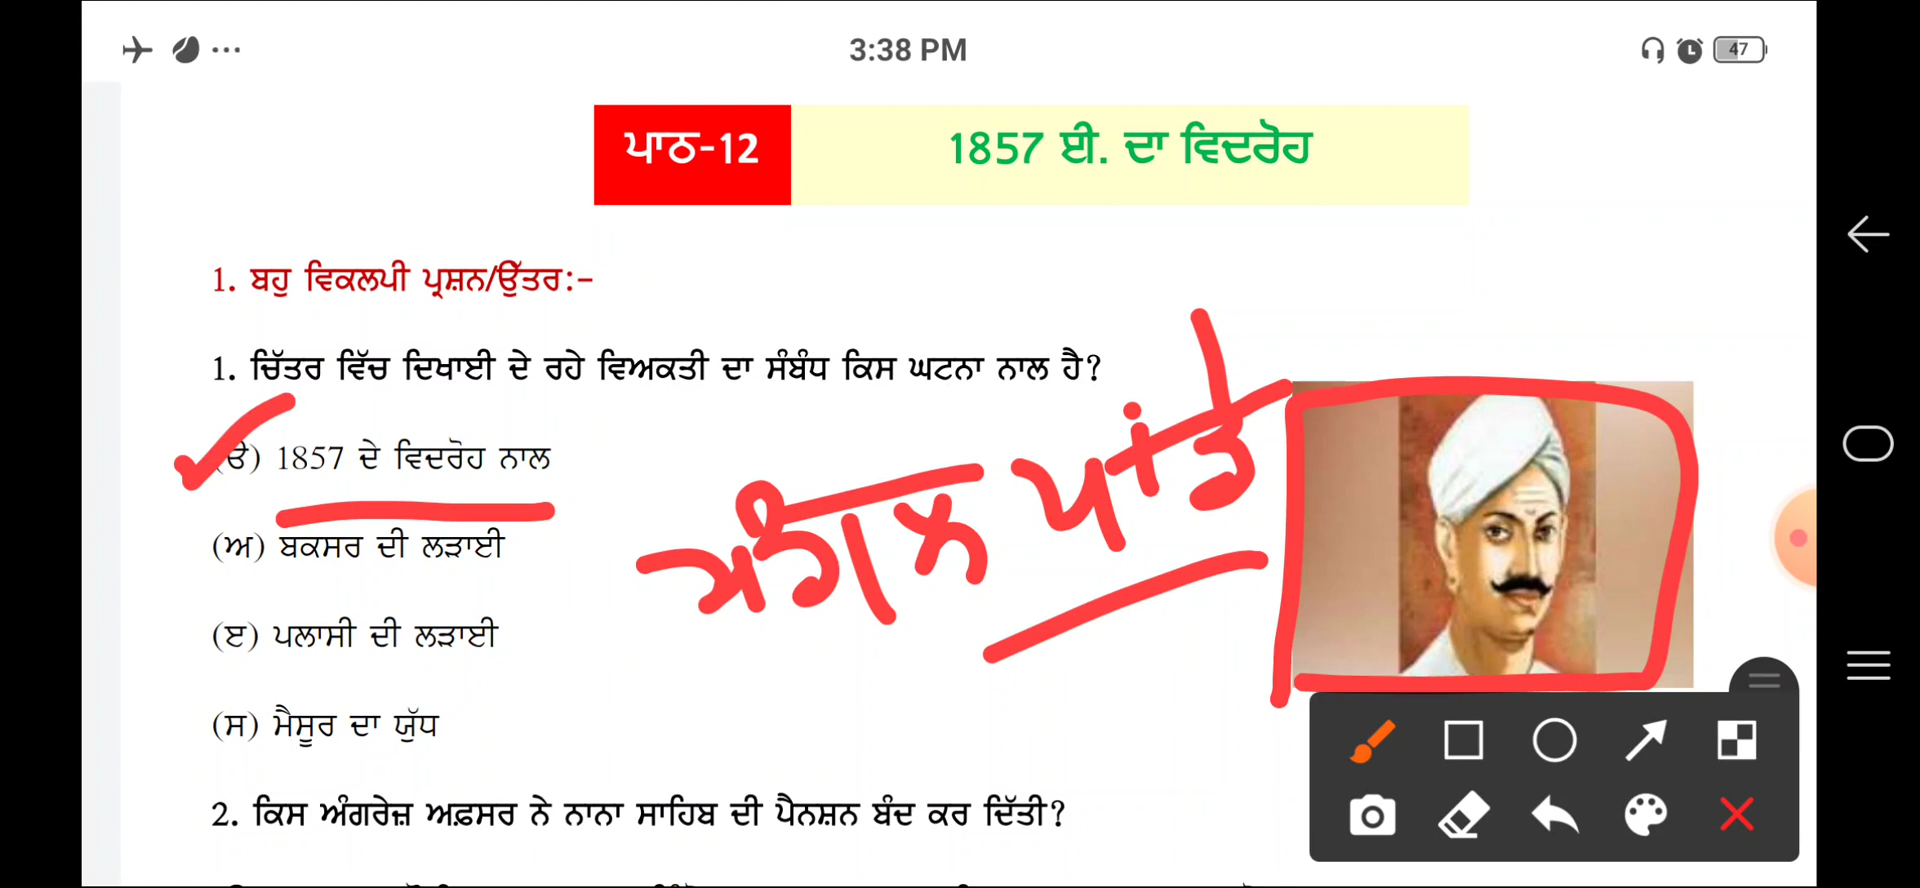 3:38 PM
47
ਪਾਠ-12
1857 ਈ. ਦਾ ਵਿਦਰੋਹ
1. ਬਹੁ ਵਿਕਲਪੀ ਪ੍ਰਸ਼ਨ/ਉੱਤਰ:-
1. ਚਿੱਤਰ ਵਿੱਚ ਦਿਖਾਈ ਦੇ ਰਹੇ ਵਿਅਕਤੀ ਦਾ ਸੰਬੰਧ ਕਿਸ ਘਟਨਾ ਨਾਲ ਹੈ?
(ੳ) 1857 ਦੇ ਵਿਦਰੋਹ ਨਾਲ
ਮੰਗਲ ਪਾਂਡੇ
(ਅ) ਬਕਸਰ ਦੀ ਲੜਾਈ
(ੲ) ਪਲਾਸੀ ਦੀ ਲੜਾਈ
(ਸ) ਮੈਸੂਰ ਦਾ ਯੁੱਧ
2. ਕਿਸ ਅੰਗਰੇਜ਼ ਅਫ਼ਸਰ ਨੇ ਨਾਨਾ ਸਾਹਿਬ ਦੀ ਪੈਨਸ਼ਨ ਬੰਦ ਕਰ ਦਿੱਤੀ?